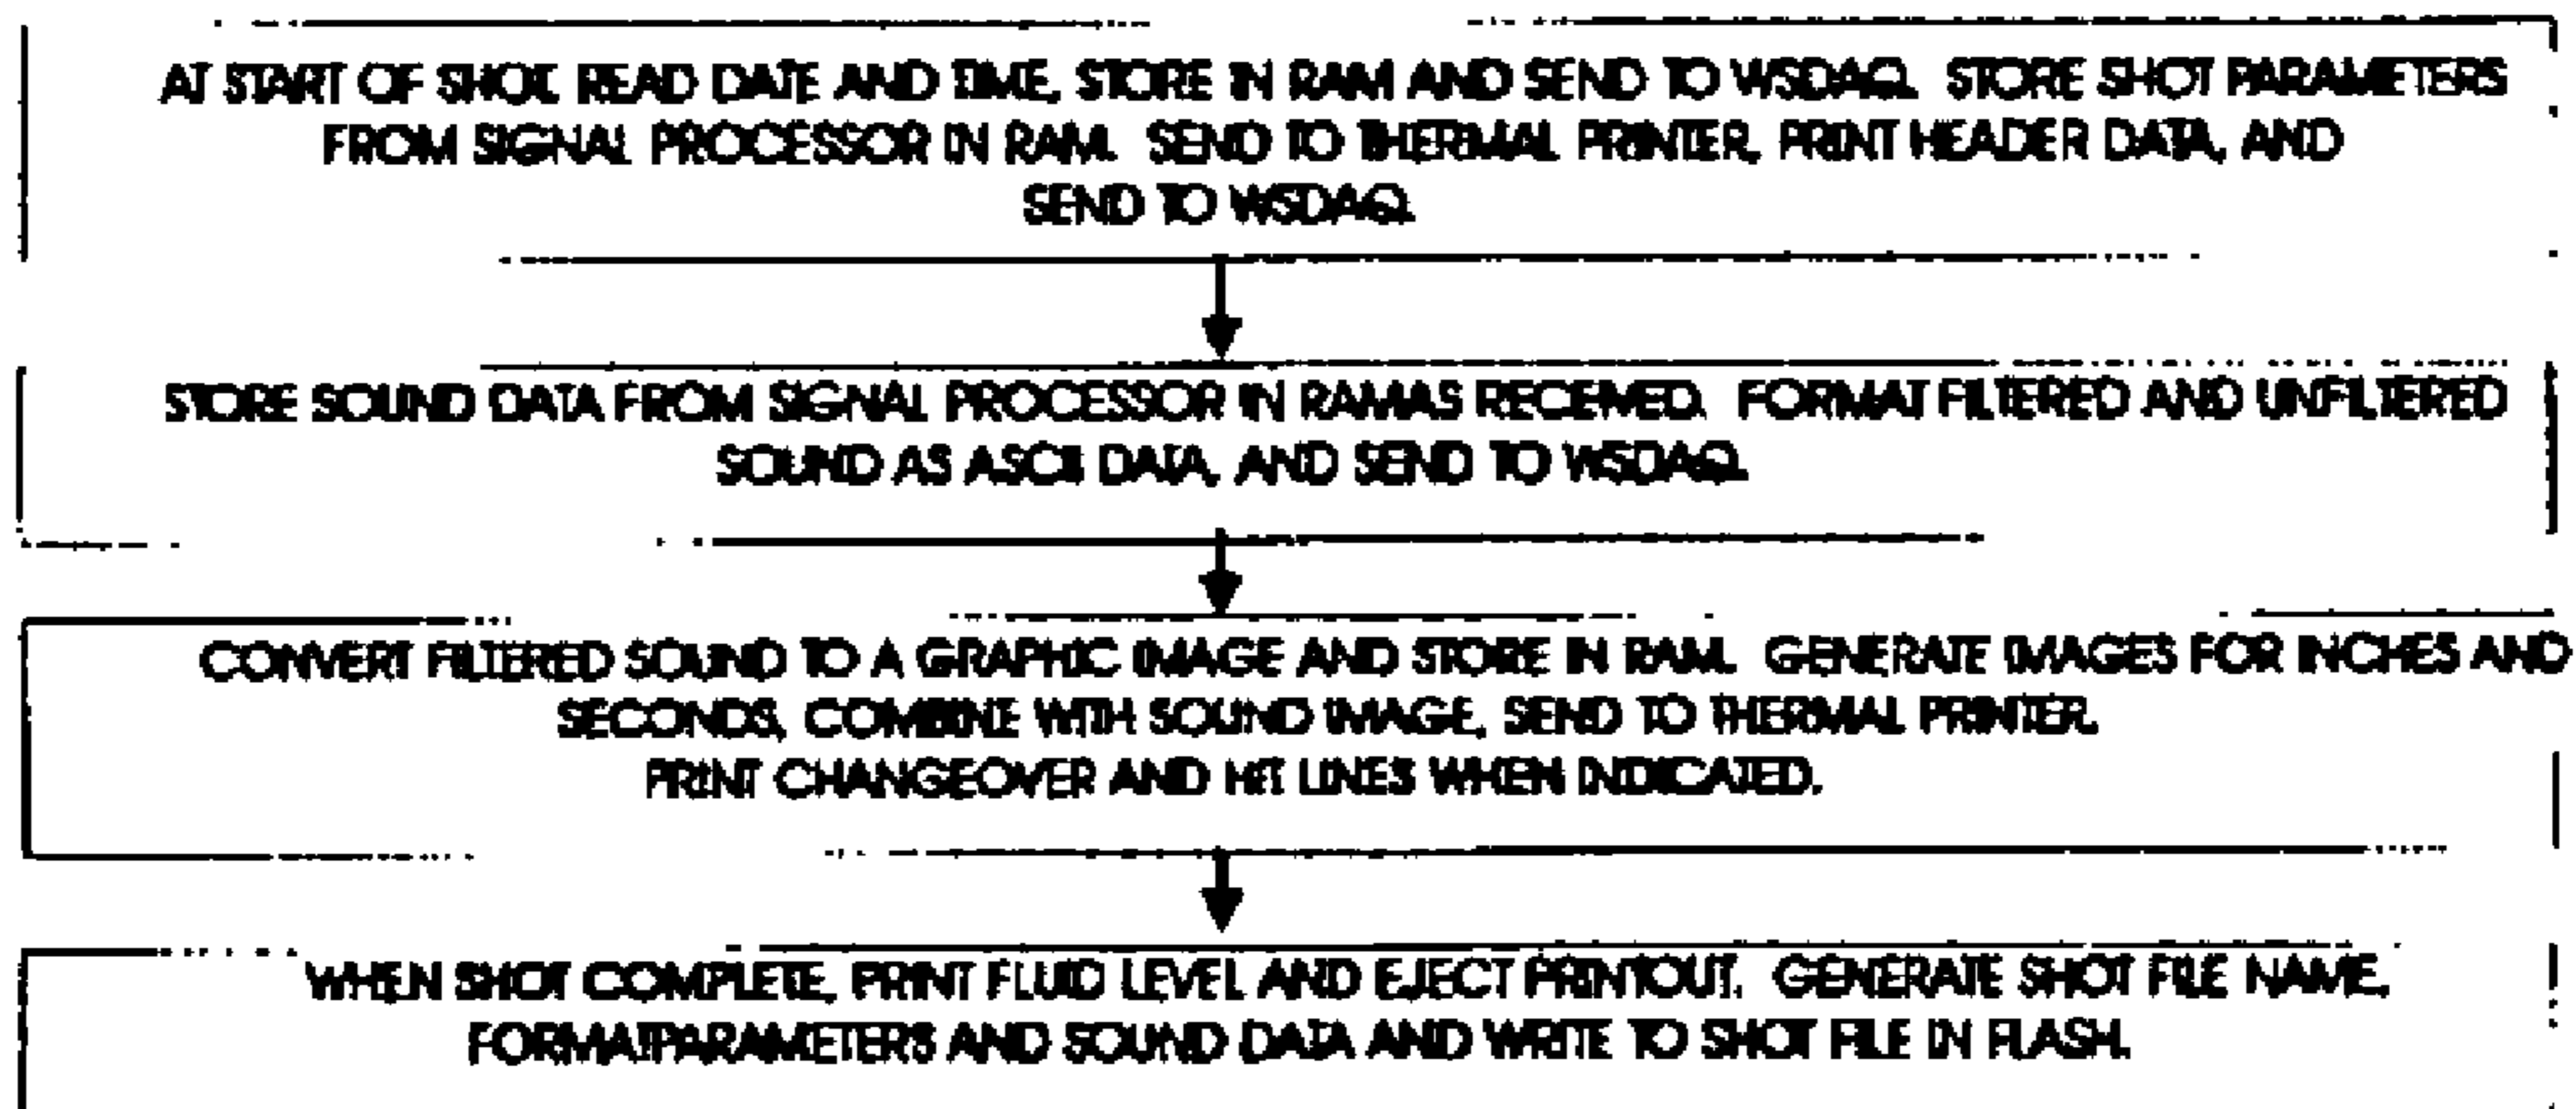 AT START OF SHOT, READ DATE AND TIME, STORE IN RAM AND SEND TO WSDAQ. STORE SHOT PARAMETERS
FROM SIGNAL PROCESSOR IN RAM. SEND TO THERMAL PRINTER, PRINT HEADER DATA, AND
SEND TO WSDAQ.
STORE SOUND DATA FROM SIGNAL PROCESSOR IN RAM AS RECEIVED. FORMAT FILTERED AND UNFILTERED
SOUND AS ASCII DATA, AND SEND TO WSDAQ.
CONVERT FILTERED SOUND TO A GRAPHIC IMAGE AND STORE IN RAM. GENERATE IMAGES FOR INCHES AND
SECONDS, COMBINE WITH SOUND IMAGE, SEND TO THERMAL PRINTER.
PRINT CHANGEOVER AND HIT LINES WHEN INDICATED.
WHEN SHOT COMPLETE, PRINT FLUID LEVEL AND EJECT PRINTOUT. GENERATE SHOT FILE NAME,
FORMAT PARAMETERS AND SOUND DATA AND WRITE TO SHOT FILE IN FLASH.